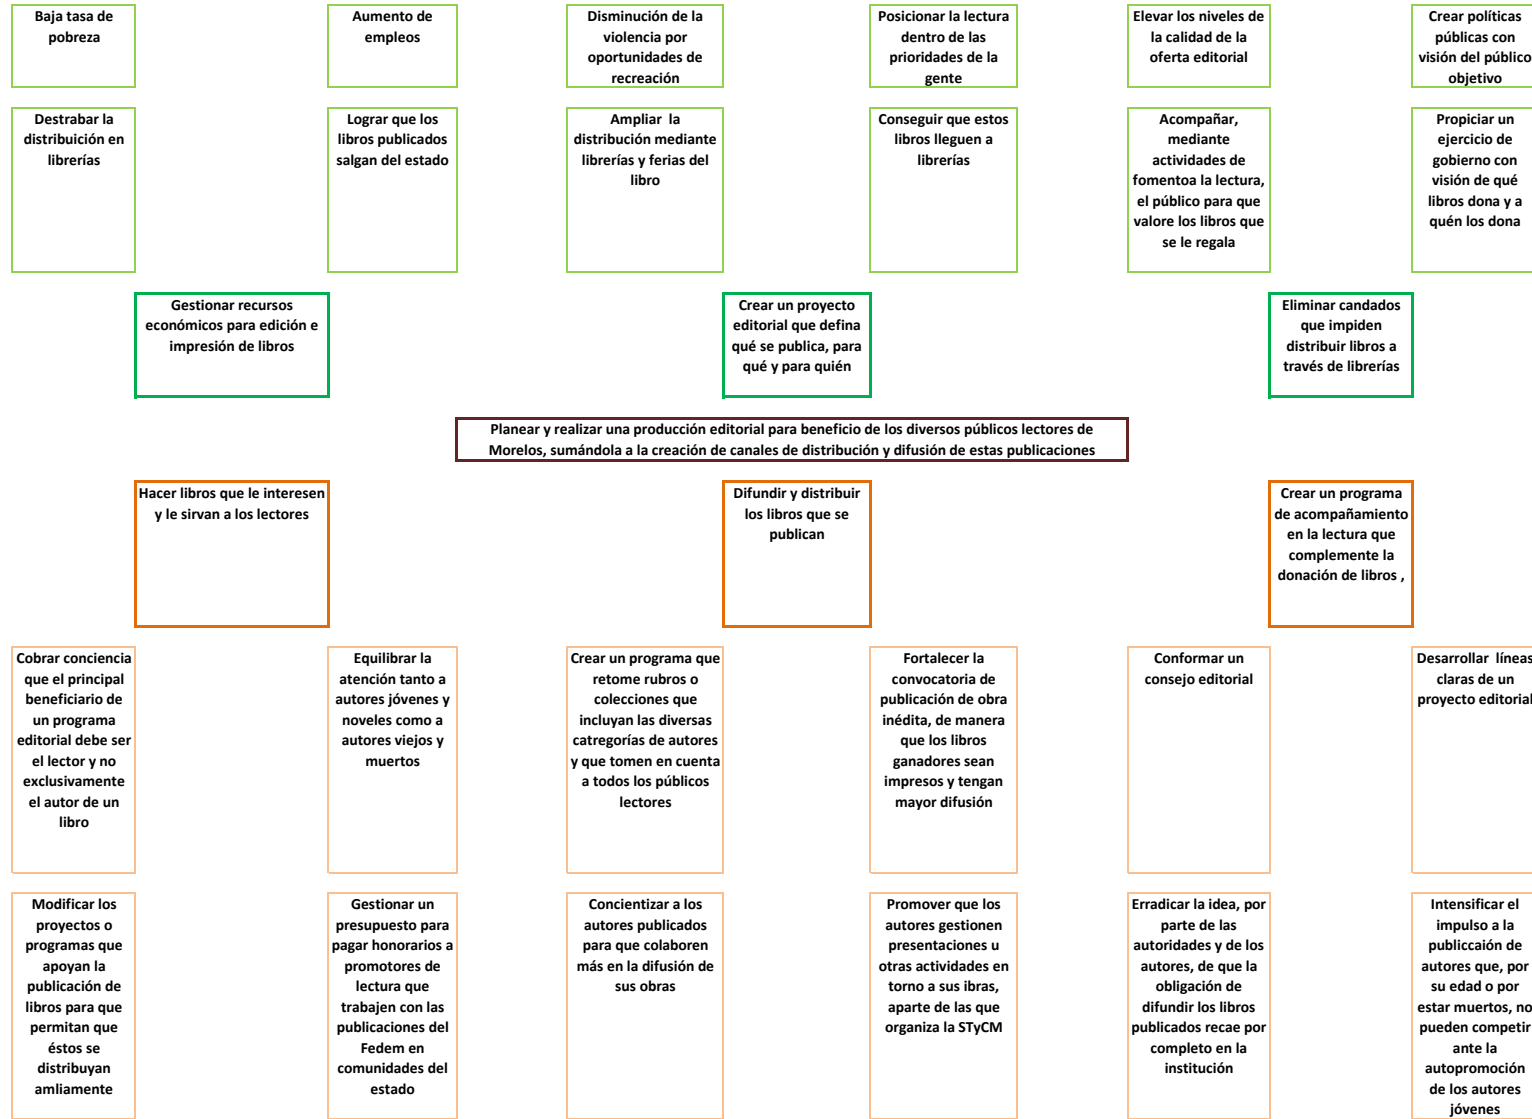 Baja tasa de
pobreza
Aumento de
empleos
Disminución de la
violencia por
oportunidades de
recreación
Posicionar la lectura
dentro de las
prioridades de la
gente
Elevar los niveles de
la calidad de la
oferta editorial
Crear políticas
públicas con
visión del público
objetivo
Destrabar la
distribuición en
librerías
Lograr que los
libros publicados
salgan del estado
Ampliar la
distribución mediante
librerías y ferias del
libro
Conseguir que estos
libros lleguen a
librerías
Acompañar,
mediante
actividades de
fomentoa la lectura,
el público para que
valore los libros que
se le regala
Propiciar un
ejercicio de
gobierno con
visión de qué
libros dona y a
quén los dona
Gestionar recursos
económicos para edición e
impresión de libros
Crear un proyecto
editorial que defina
qué se publica, para
qué y para quién
Eliminar candados
que impiden
distribuir libros a
través de librerías
Planear y realizar una producción editorial para beneficio de los diversos públicos lectores de
Morelos, sumándola a la creación de canales de distribución y difusión de estas publicaciones
Hacer libros que le interesen
y le sirvan a los lectores
Difundir y distribuir
los libros que se
publican
Crear un programa
de acompañamiento
en la lectura que
complemente la
donación de libros ,
Cobrar conciencia
que el principal
beneficiario de
un programa
editorial debe ser
el lector y no
exclusivamente
el autor de un
libro
Equilibrar la
atención tanto a
autores jóvenes y
noveles como a
autores viejos y
muertos
Crear un programa que
retome rubros o
colecciones que
incluyan las diversas
catregorías de autores
y que tomen en cuenta
a todos los públicos
lectores
Fortalecer la
convocatoria de
publicación de obra
inédita, de manera
que los libros
ganadores sean
impresos y tengan
mayor difusión
Conformar un
consejo editorial
Desarrollar líneas
claras de un
proyecto editorial
Modificar los
proyectos o
programas que
apoyan la
publicación de
libros para que
permitan que
éstos se
distribuyan
amliamente
Gestionar un
presupuesto para
pagar honorarios a
promotores de
lectura que
trabajen con las
publicaciones del
Fedem en
comunidades del
estado
Concientizar a los
autores publicados
para que colaboren
más en la difusión de
sus obras
Promover que los
autores gestionen
presentaciones u
otras actividades en
torno a sus ibras,
aparte de las que
organiza la STyCM
Erradicar la idea, por
parte de las
autoridades y de los
autores, de que la
obligación de
difundir los libros
publicados recae por
completo en la
institución
Intensificar el
impulso a la
publiccaión de
autores que, por
su edad o por
estar muertos, no
pueden competir
ante la
autopromoción
de los autores
jóvenes